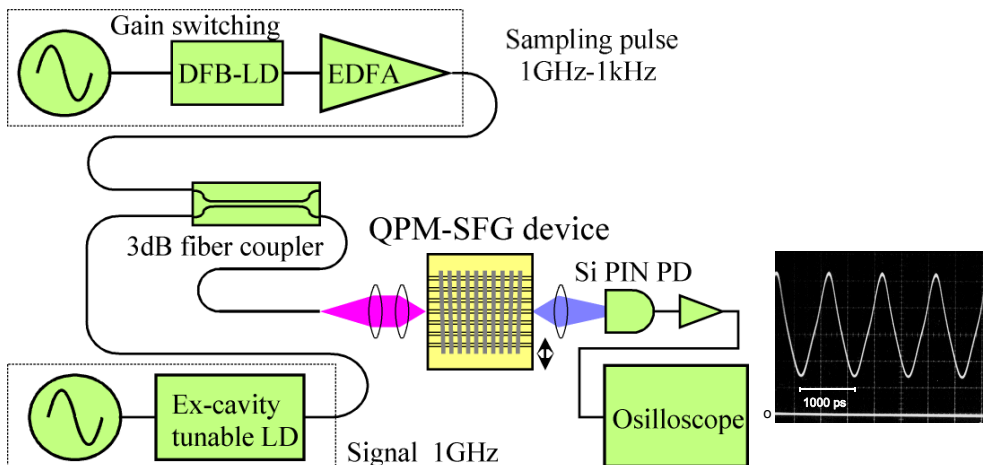 Gain switching
DFB-LD
EDFA
Sampling pulse
1GHz-1kHz
3dB fiber coupler
QPM-SFG device
Si PIN PD
1000 ps
o
Osilloscope
Ex-cavity
tunable LD
Signal 1GHz